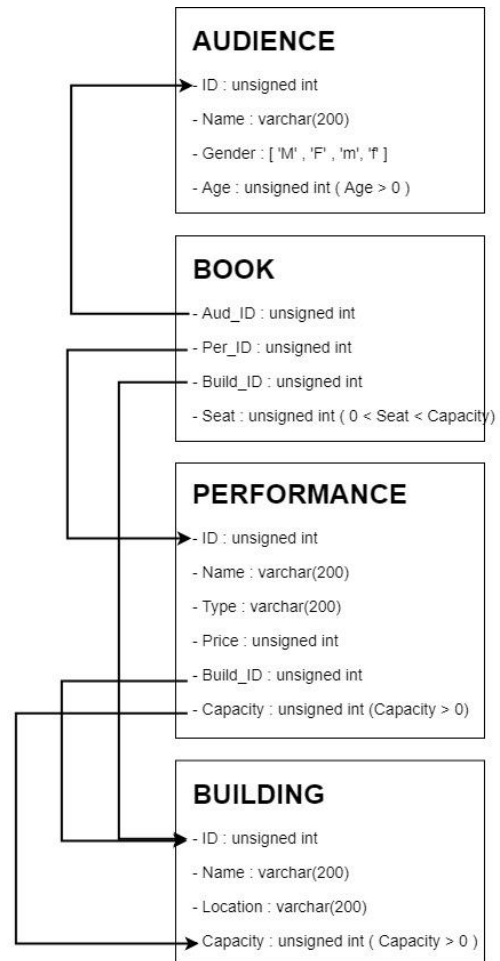 AUDIENCE
- ID : unsigned int
- Name : varchar(200)
- Gender : [ 'M' , 'F' , 'm', 'f' ]
- Age : unsigned int ( Age > 0 )
BOOK
- Aud_ID : unsigned int
- Per_ID : unsigned int
- Build_ID : unsigned int
- Seat : unsigned int ( 0 < Seat < Capacity)
PERFORMANCE
- ID : unsigned int
- Name : varchar(200)
- Type : varchar(200)
- Price : unsigned int
- Build_ID : unsigned int
- Capacity : unsigned int (Capacity > 0)
BUILDING
- ID : unsigned int
- Name : varchar(200)
- Location : varchar(200)
- Capacity : unsigned int ( Capacity > 0 )